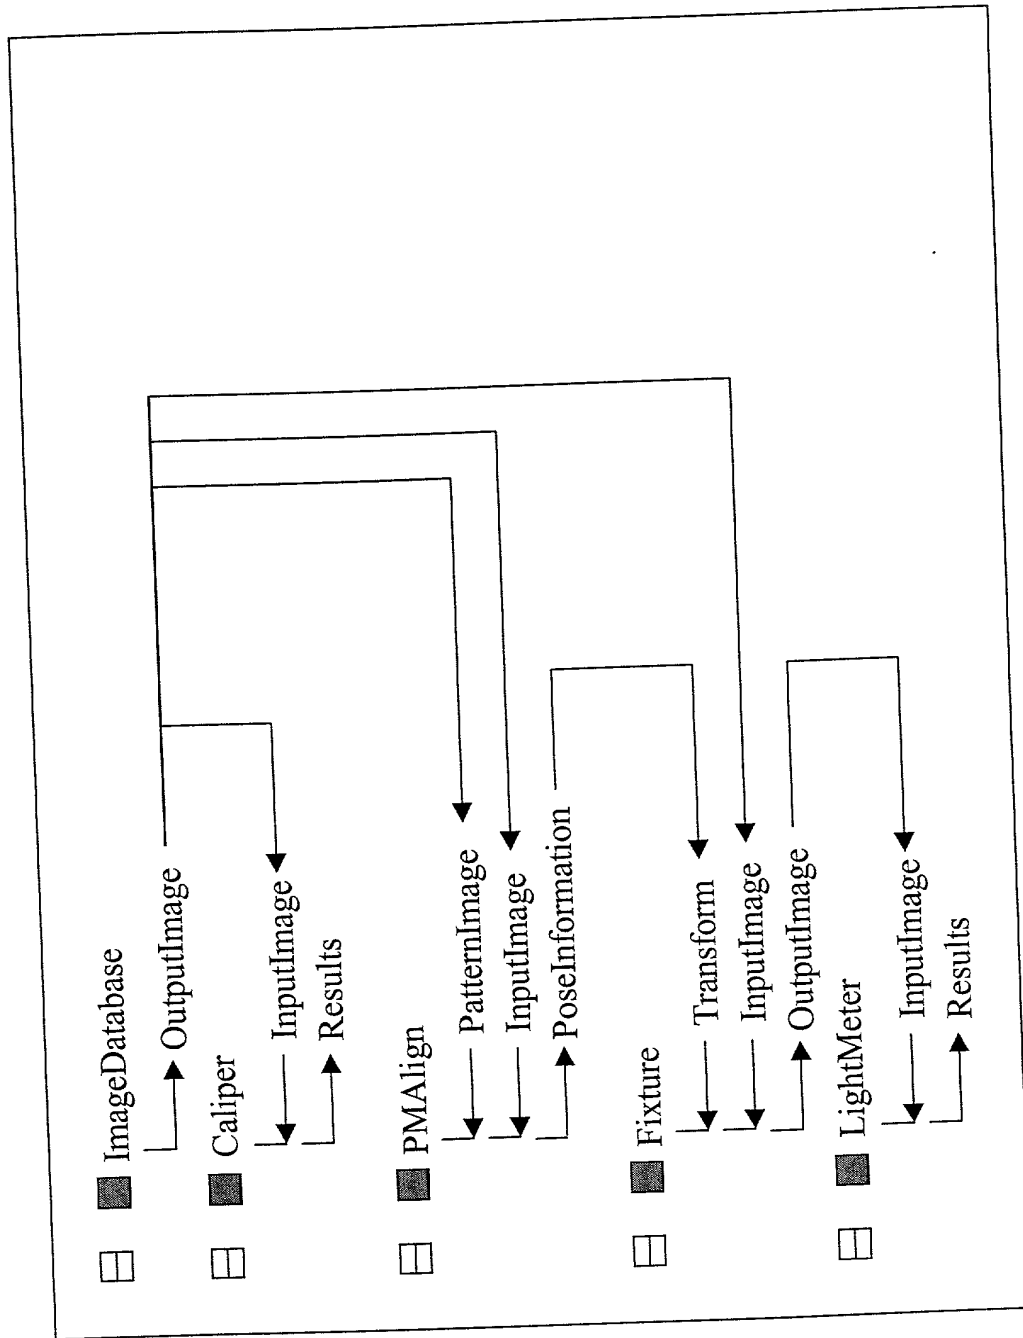 ImageDatabase
OutputImage
Caliper
InputImage
Results
PMAlign
PatternImage
InputImage
PoseInformation
Fixture
Transform
InputImage
OutputImage
LightMeter
InputImage
Results